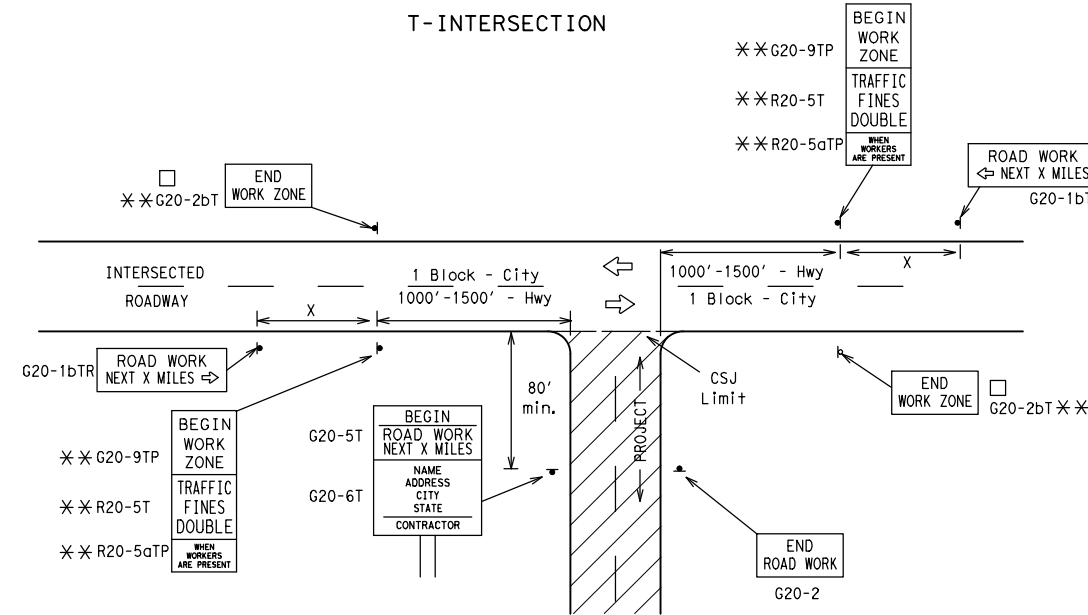 T-INTERSECTION
BEGIN
WORK
ZONE
TRAFFIC
FINES
DOUBLE
WHEN
WORKERS
ARE PRESENT
**G20-9TP
**R20-5T
**R20-5aTP
ROAD WORK
⇦ NEXT X MILES
G20-1bT
□
**G20-2bT
END
WORK ZONE
INTERSECTED
ROADWAY
X
1 Block - City
1000'-1500' - Hwy
⇦
⇨
1000'-1500' - Hwy
1 Block - City
X
G20-1bTR
ROAD WORK
NEXT X MILES ⇨
80'
min.
PROJECT
CSJ
Limit
END
WORK ZONE
□
G20-2bT**
**G20-9TP
**R20-5T
**R20-5aTP
BEGIN
WORK
ZONE
TRAFFIC
FINES
DOUBLE
WHEN
WORKERS
ARE PRESENT
G20-5T
G20-6T
BEGIN
ROAD WORK
NEXT X MILES
NAME
ADDRESS
CITY
STATE
CONTRACTOR
END
ROAD WORK
G20-2